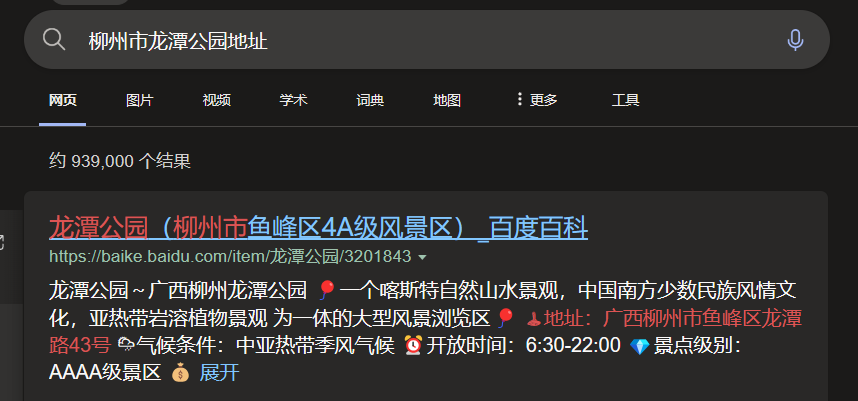 柳州市龙潭公园地址
网页 图片 视频 学术 词典 地图 更多 工具
约 939,000 个结果
龙潭公园（柳州市鱼峰区4A级风景区）_百度百科
https://baike.baidu.com/item/龙潭公园/3201843
龙潭公园～广西柳州龙潭公园 🎈一个喀斯特自然山水景观，中国南方少数民族风情文
化，亚热带岩溶植物景观 为一体的大型风景浏览区🎈 🕹地址：广西柳州市鱼峰区龙潭
路43号 🌦气候条件：中亚热带季风气候 ⏰开放时间：6:30-22:00 💎景点级别：
AAAA级景区 💰 展开